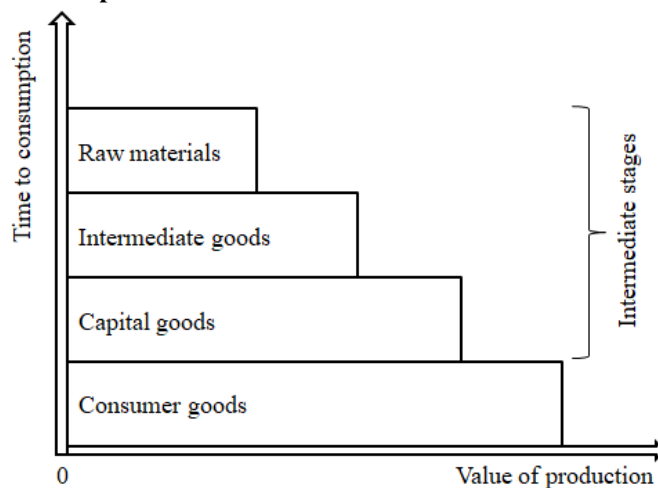 Time to consumption
Raw materials
Intermediate goods
Capital goods
Consumer goods
Intermediate stages
0
Value of production